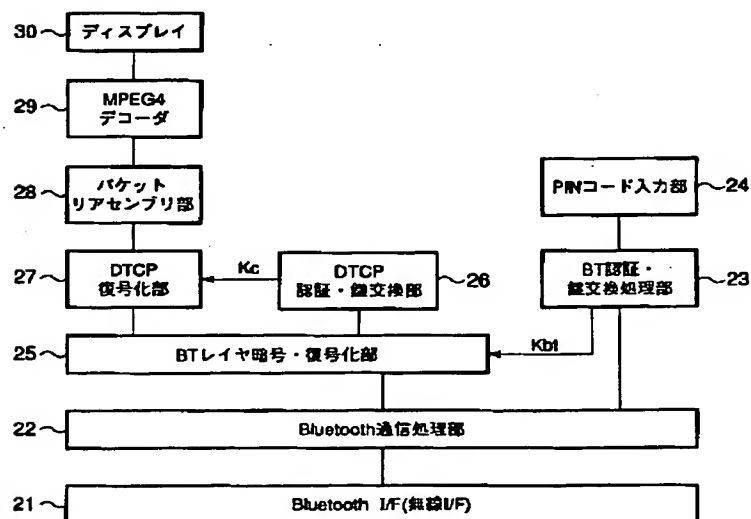 30
ディスプレイ
29
MPEG4
デコーダ
28
パケット
リアセンブリ部
PINコード入力部
24
27
DTCP
復号化部
Kc
DTCP
認証・鍵交換部
26
BT認証・
鍵交換処理部
23
25
BTレイヤ暗号・復号化部
Kbt
22
Bluetooth通信処理部
21
Bluetooth I/F(無線I/F)